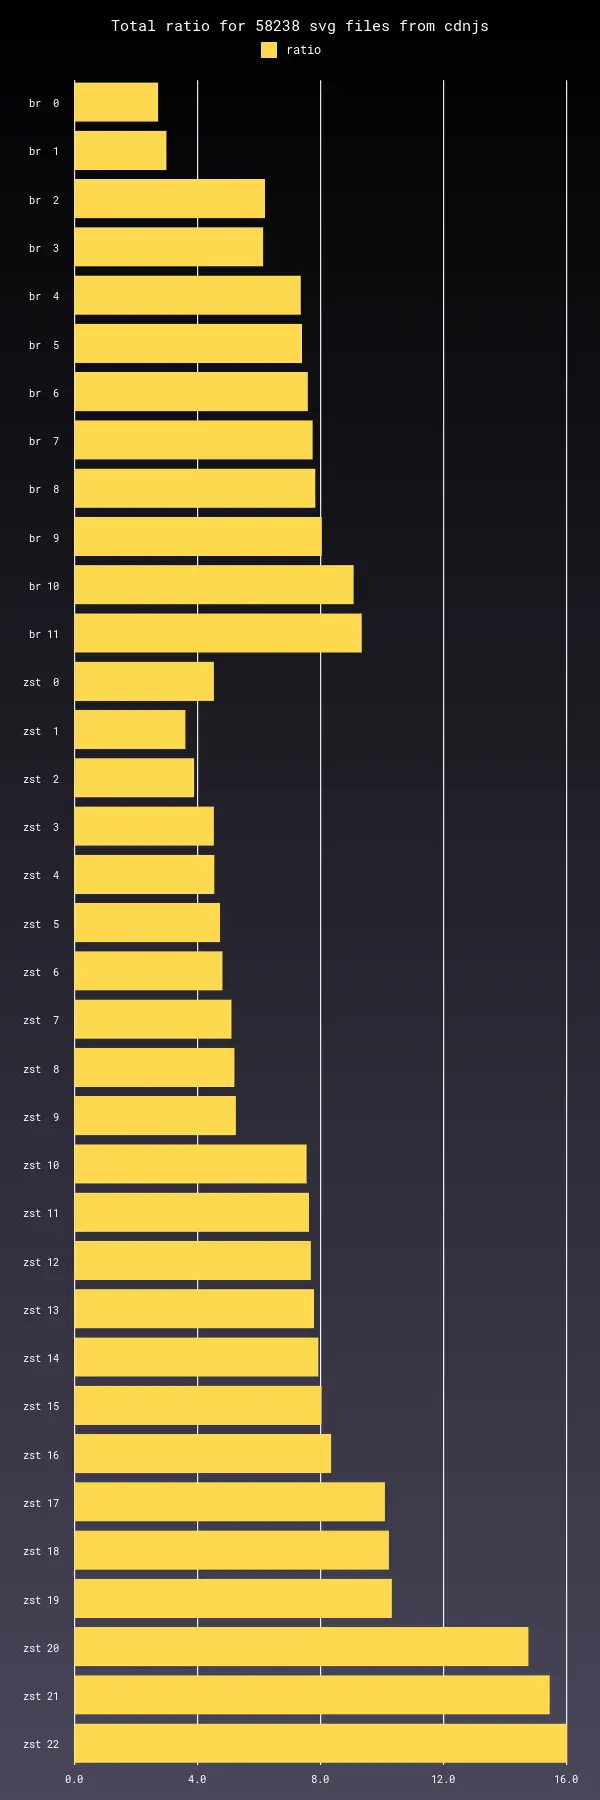 Total ratio for 58238 svg files from cdnjs
ratio
br  0
br  1
br  2
br  3
br  4
br  5
br  6
br  7
br  8
br  9
br 10
br 11
zst  0
zst  1
zst  2
zst  3
zst  4
zst  5
zst  6
zst  7
zst  8
zst  9
zst 10
zst 11
zst 12
zst 13
zst 14
zst 15
zst 16
zst 17
zst 18
zst 19
zst 20
zst 21
zst 22
0.0 4.0 8.0 12.0 16.0